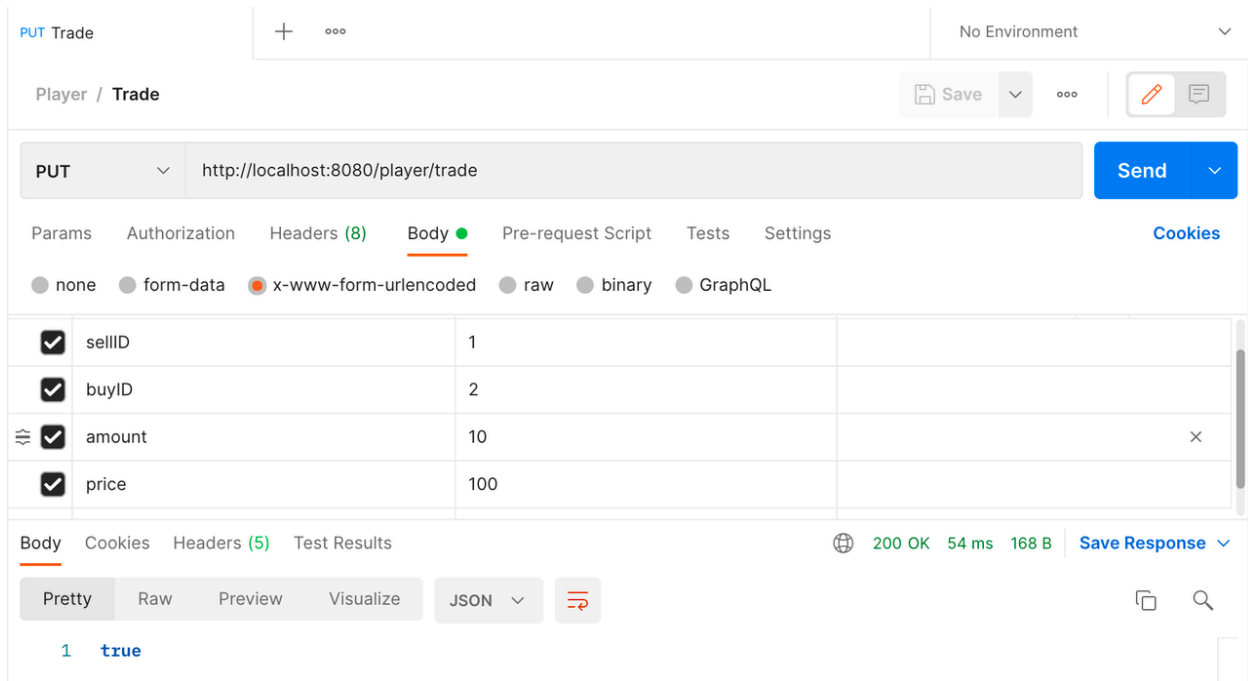 PUT Trade
No Environment
Player / Trade
Save
PUT
http://localhost:8080/player/trade
Send
Params Authorization Headers (8) Body Pre-request Script Tests Settings Cookies
none form-data x-www-form-urlencoded raw binary GraphQL
sellID 1
buyID 2
amount 10
price 100
Body Cookies Headers (5) Test Results 200 OK 54 ms 168 B Save Response
Pretty Raw Preview Visualize JSON
1 true